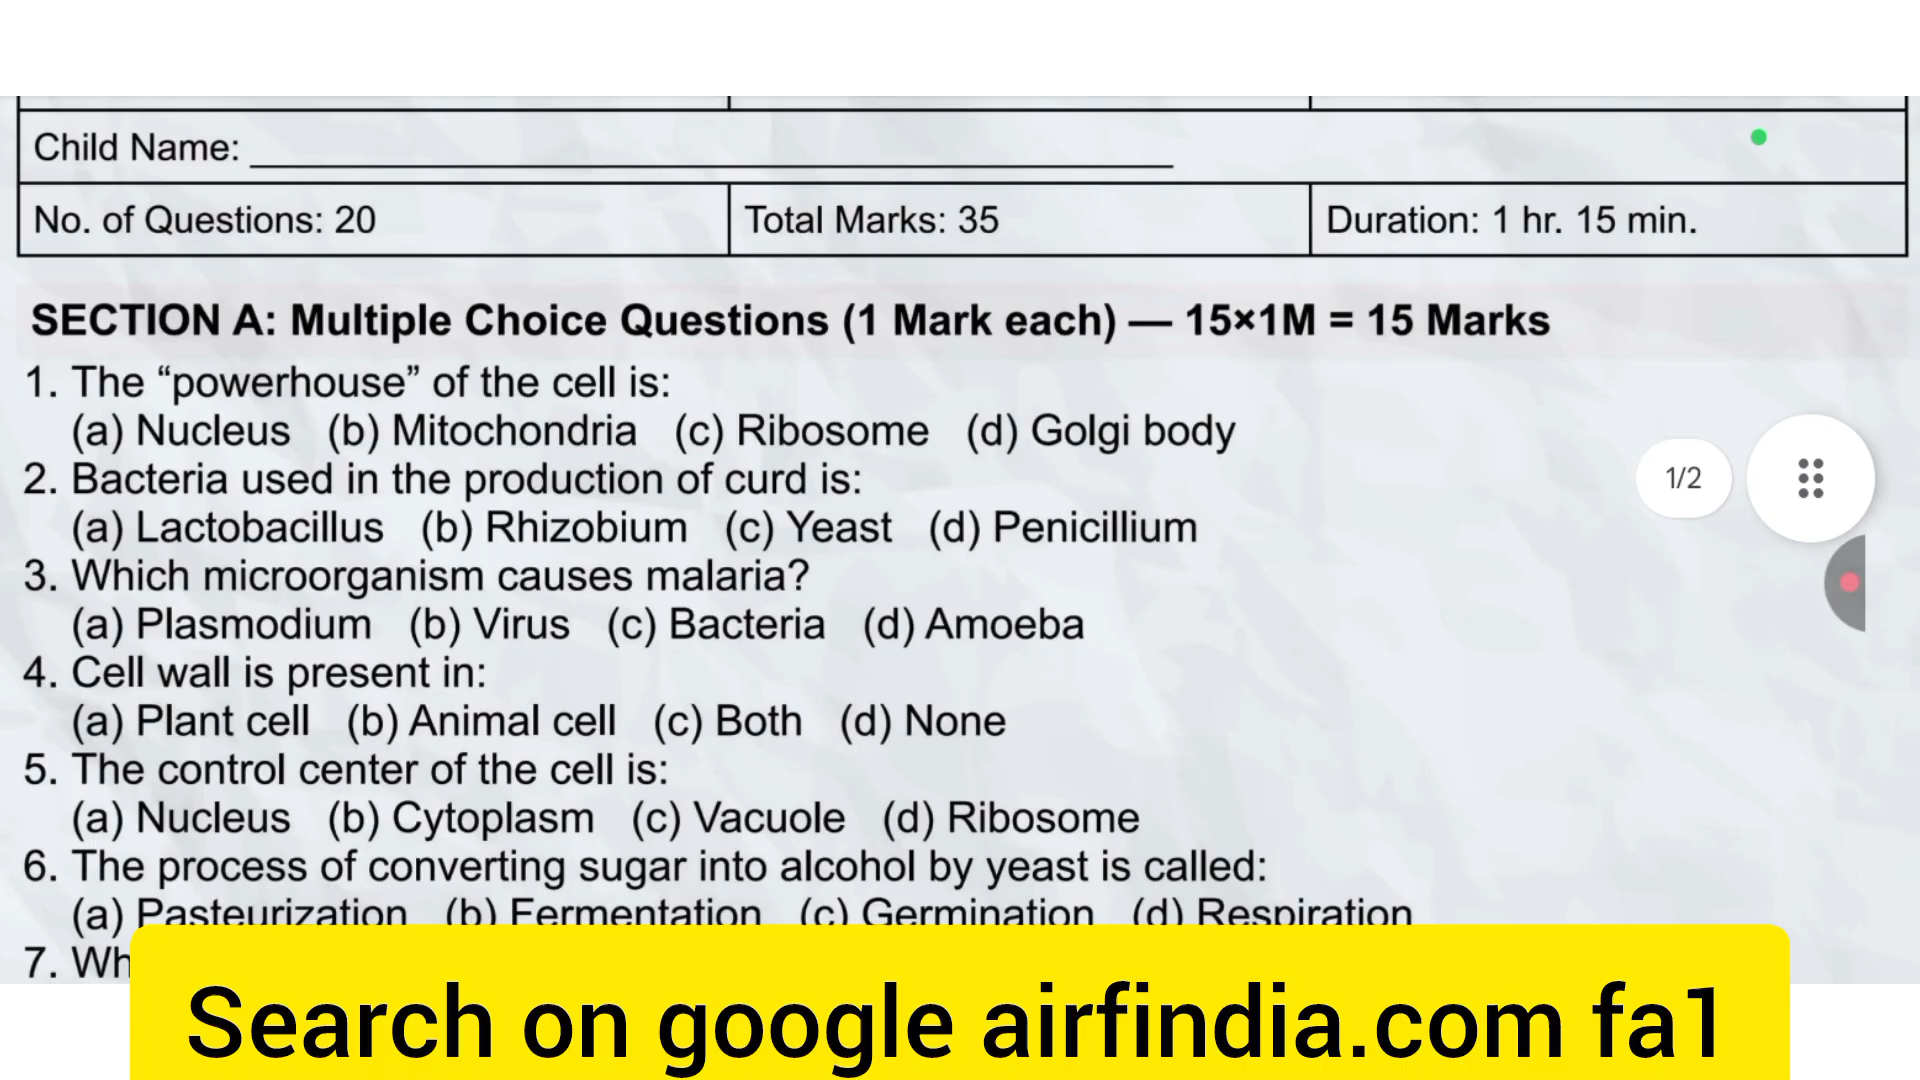 Child Name:
No. of Questions: 20 Total Marks: 35 Duration: 1 hr. 15 min.
SECTION A: Multiple Choice Questions (1 Mark each) — 15×1M = 15 Marks
1. The “powerhouse” of the cell is:
(a) Nucleus (b) Mitochondria (c) Ribosome (d) Golgi body
1/2
2. Bacteria used in the production of curd is:
(a) Lactobacillus (b) Rhizobium (c) Yeast (d) Penicillium
3. Which microorganism causes malaria?
(a) Plasmodium (b) Virus (c) Bacteria (d) Amoeba
4. Cell wall is present in:
(a) Plant cell (b) Animal cell (c) Both (d) None
5. The control center of the cell is:
(a) Nucleus (b) Cytoplasm (c) Vacuole (d) Ribosome
6. The process of converting sugar into alcohol by yeast is called:
(a) Pasteurization (b) Fermentation (c) Germination (d) Respiration
7.
Search on google airfindia.com fa1